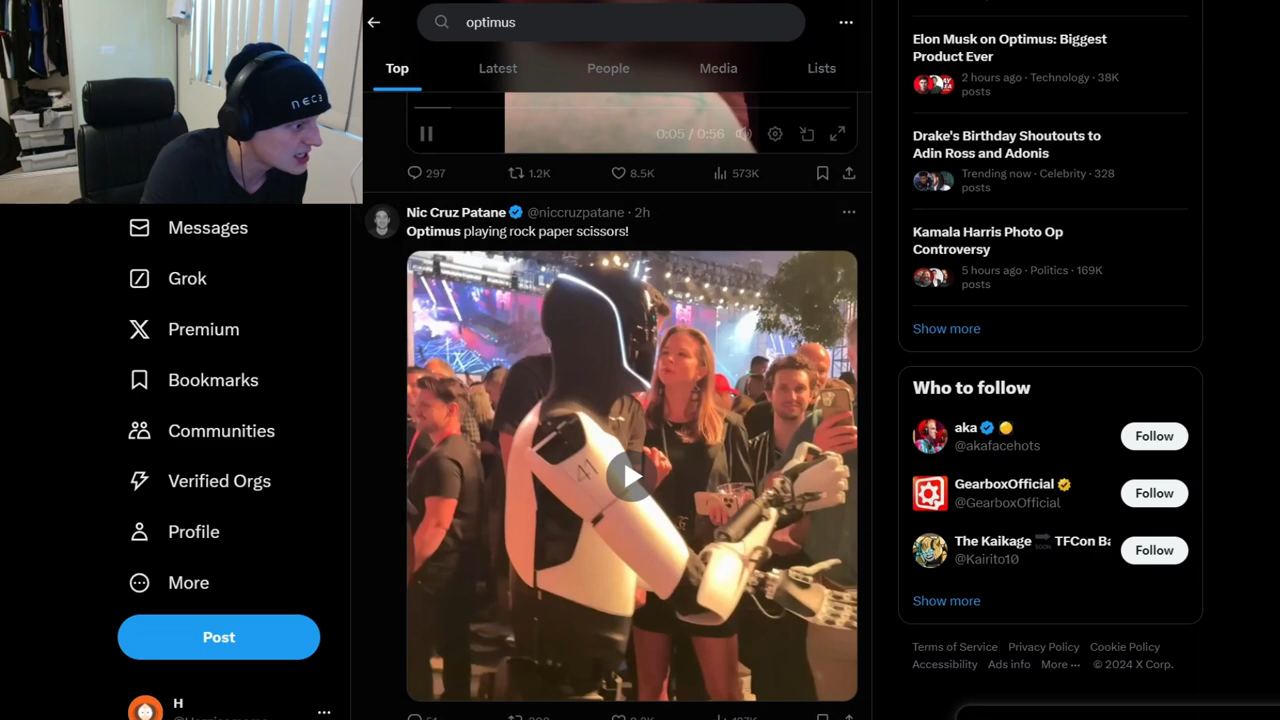 NEC3
optimus
Top
Latest
People
Media
Lists
0:05 / 0:56
297
1.2K
8.5K
573K
Nic Cruz Patane @niccruzpatane · 2h
Optimus playing rock paper scissors!
41
Messages
Grok
Premium
Bookmarks
Communities
Verified Orgs
Profile
More
Post
H
Elon Musk on Optimus: Biggest
Product Ever
2 hours ago · Technology · 38K
posts
Drake's Birthday Shoutouts to
Adin Ross and Adonis
Trending now · Celebrity · 328
posts
Kamala Harris Photo Op
Controversy
5 hours ago · Politics · 169K
posts
Show more
Who to follow
aka
@akafacehots
Follow
GearboxOfficial
@GearboxOfficial
Follow
The Kaikage SOON TFCon Ba
@Kairito10
Follow
Show more
Terms of Service Privacy Policy Cookie Policy
Accessibility Ads info More ··· © 2024 X Corp.